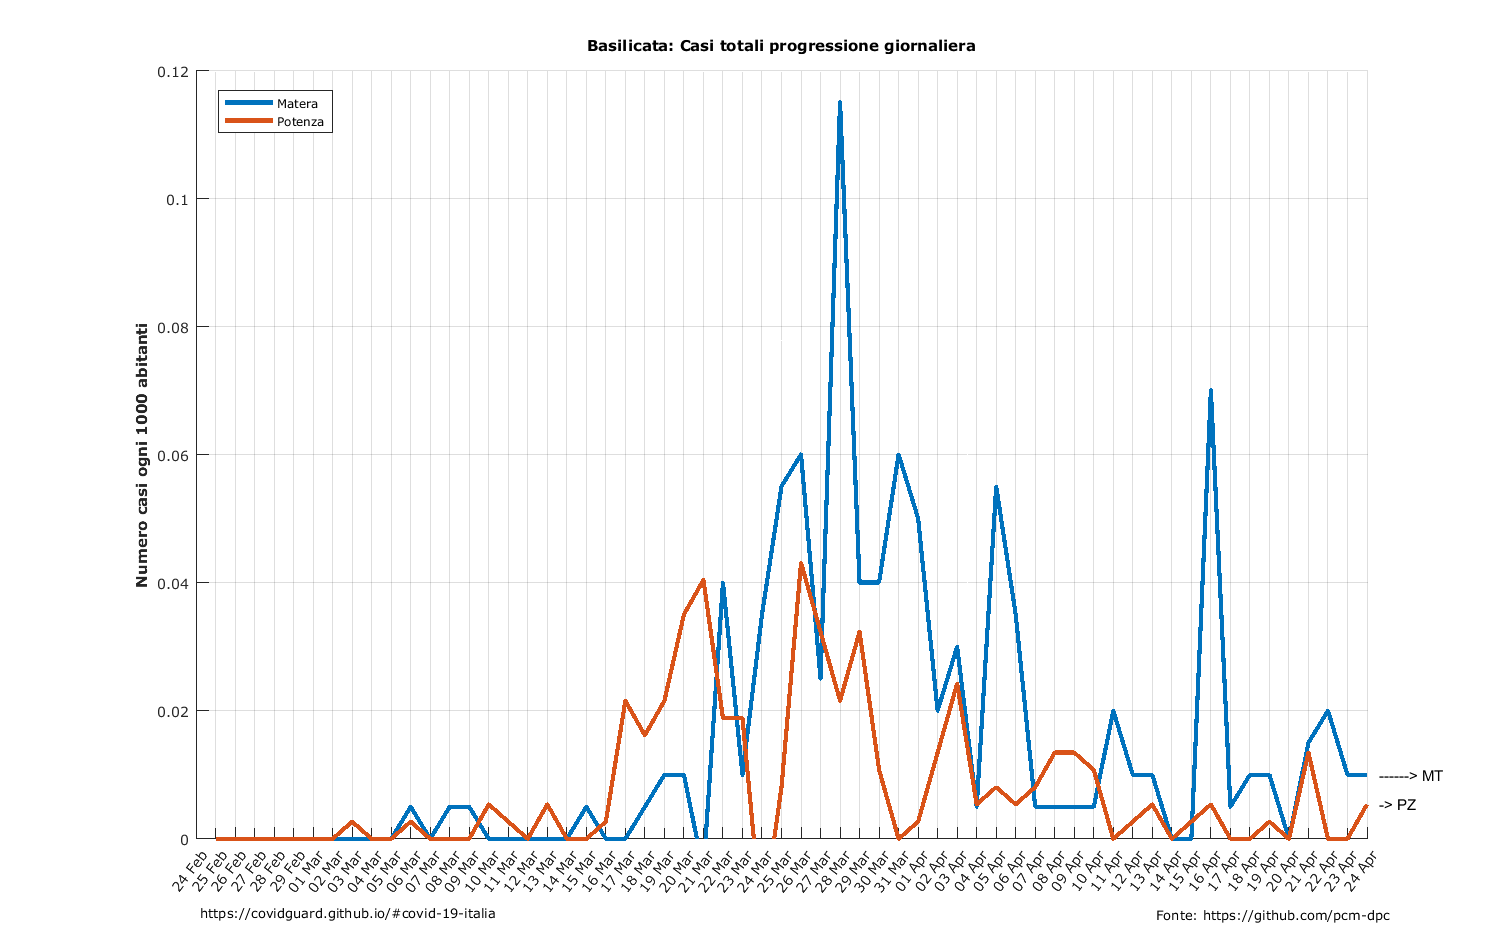 Basilicata: Casi totali progressione giornaliera
0.12
0.1
0.08
0.06
0.04
0.02
0
Numero casi ogni 1000 abitanti
Matera
Potenza
------> MT
-> PZ
24 Feb
25 Feb
26 Feb
27 Feb
28 Feb
29 Feb
01 Mar
02 Mar
03 Mar
04 Mar
05 Mar
06 Mar
07 Mar
08 Mar
09 Mar
10 Mar
11 Mar
12 Mar
13 Mar
14 Mar
15 Mar
16 Mar
17 Mar
18 Mar
19 Mar
20 Mar
21 Mar
22 Mar
23 Mar
24 Mar
25 Mar
26 Mar
27 Mar
28 Mar
29 Mar
30 Mar
31 Mar
01 Apr
02 Apr
03 Apr
04 Apr
05 Apr
06 Apr
07 Apr
08 Apr
09 Apr
10 Apr
11 Apr
12 Apr
13 Apr
14 Apr
15 Apr
16 Apr
17 Apr
18 Apr
19 Apr
20 Apr
21 Apr
22 Apr
23 Apr
24 Apr
https://covidguard.github.io/#covid-19-italia
Fonte: https://github.com/pcm-dpc